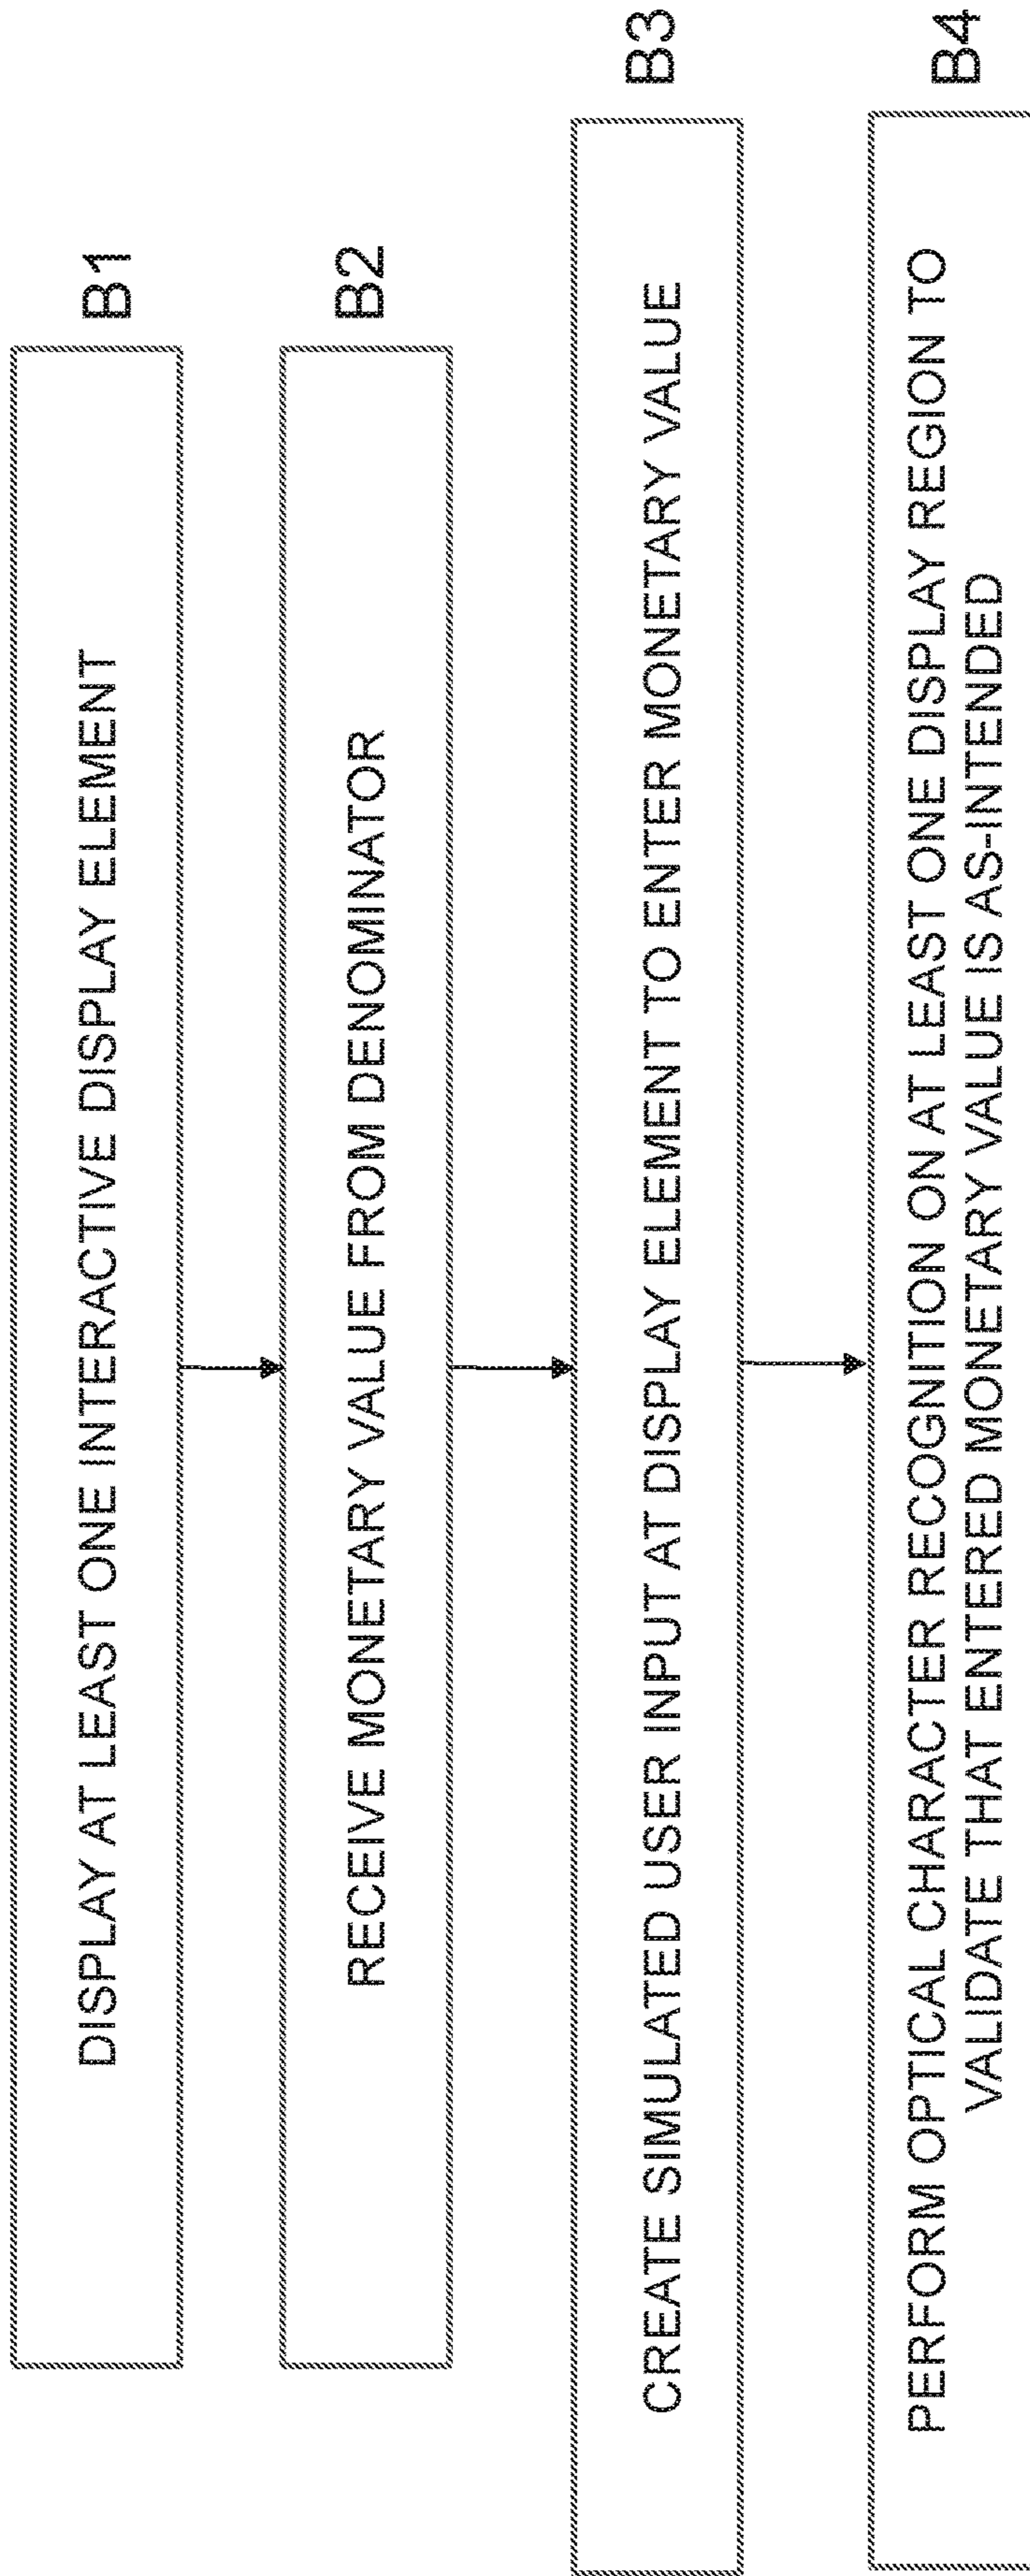 DISPLAY AT LEAST ONE INTERACTIVE DISPLAY ELEMENT
B1
RECEIVE MONETARY VALUE FROM DENOMINATOR
B2
CREATE SIMULATED USER INPUT AT DISPLAY ELEMENT TO ENTER MONETARY VALUE
B3
PERFORM OPTICAL CHARACTER RECOGNITION ON AT LEAST ONE DISPLAY REGION TO
VALIDATE THAT ENTERED MONETARY VALUE IS AS-INTENDED
B4